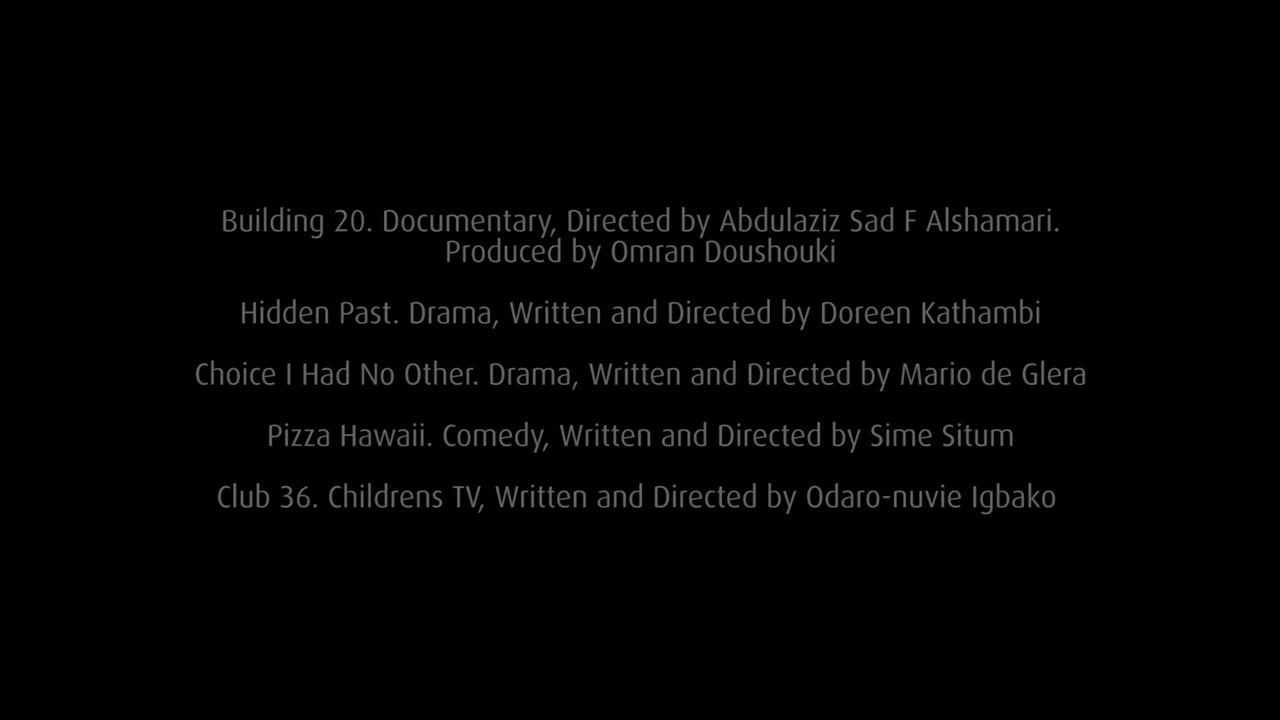 Building 20. Documentary, Directed by Abdulaziz Sad F Alshamari.
Produced by Omran Doushouki
Hidden Past. Drama, Written and Directed by Doreen Kathambi
Choice I Had No Other. Drama, Written and Directed by Mario de Glera
Pizza Hawaii. Comedy, Written and Directed by Sime Situm
Club 36. Childrens TV, Written and Directed by Odaro-nuvie Igbako